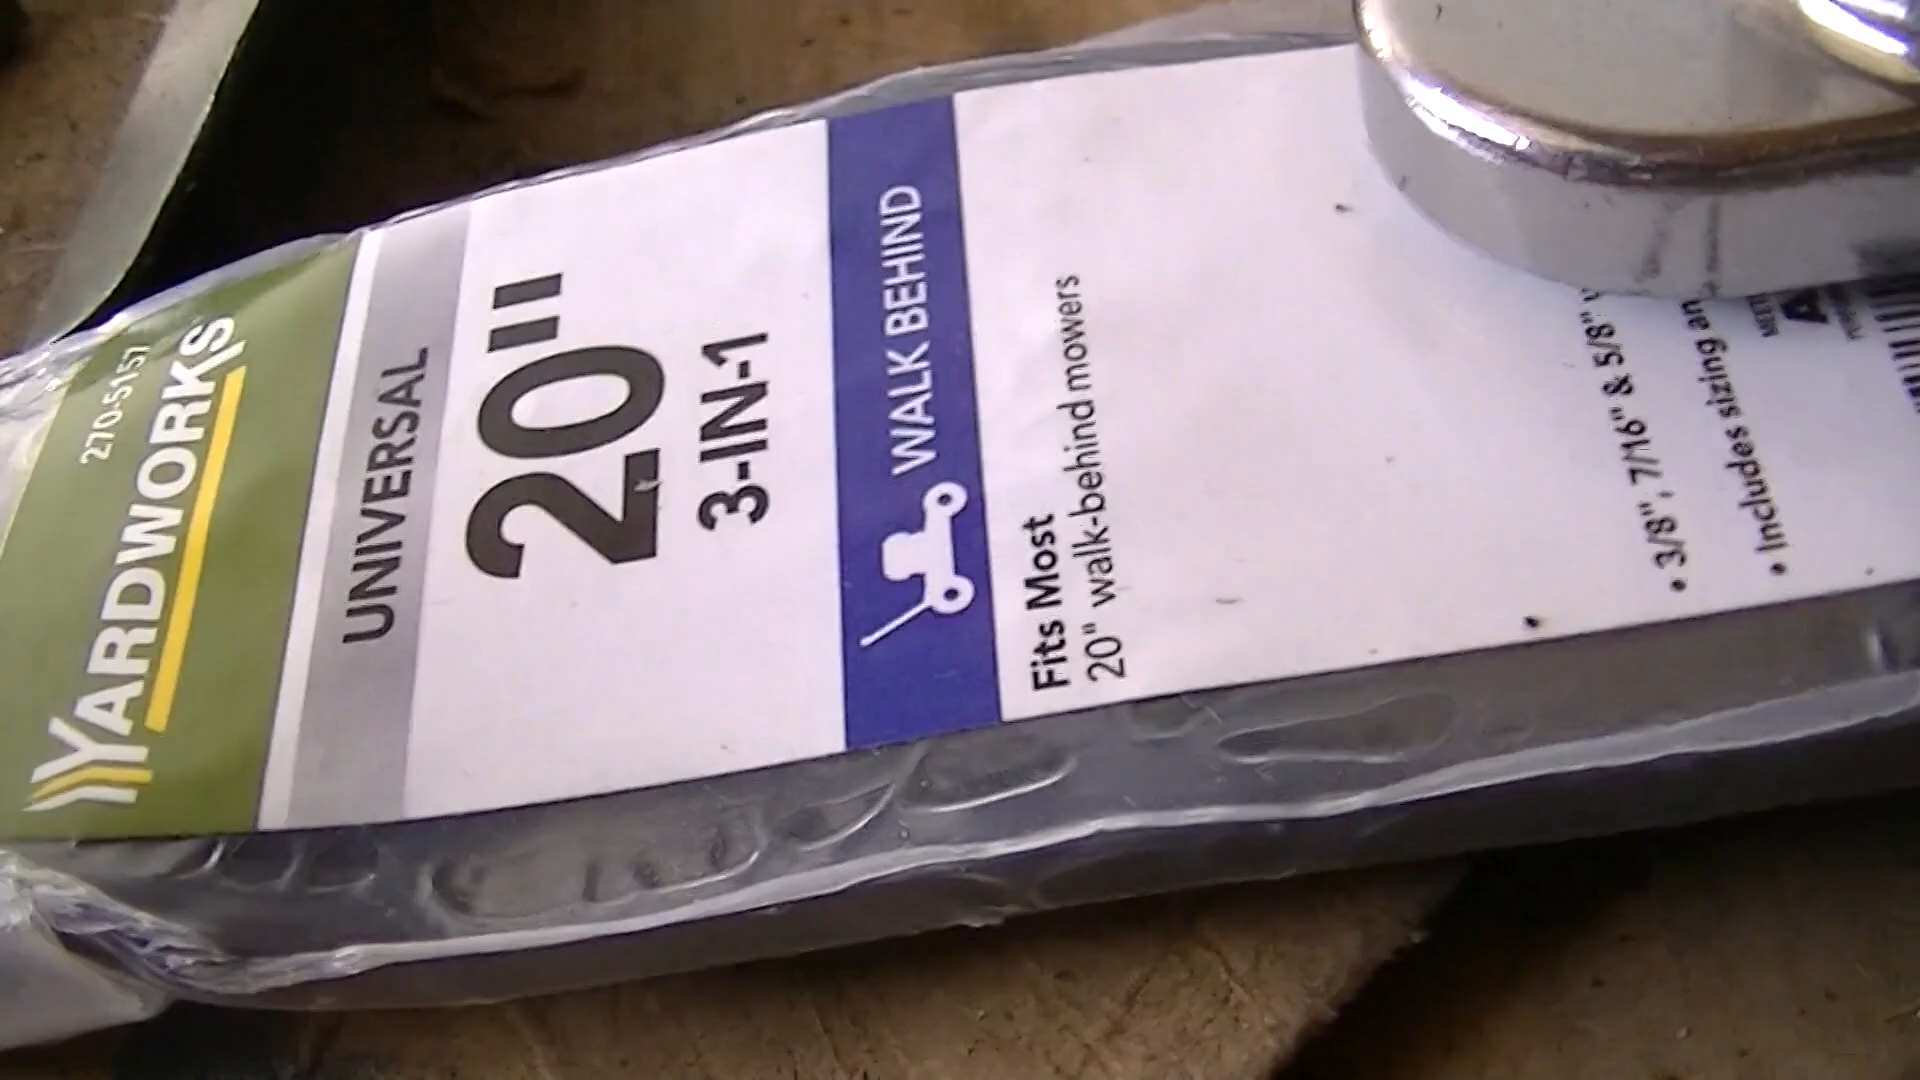 270-5157
YARDWORKS
UNIVERSAL
20"
3-IN-1
WALK BEHIND
Fits Most
20" walk-behind mowers
• 3/8", 7/16" & 5/8"
• Includes sizing